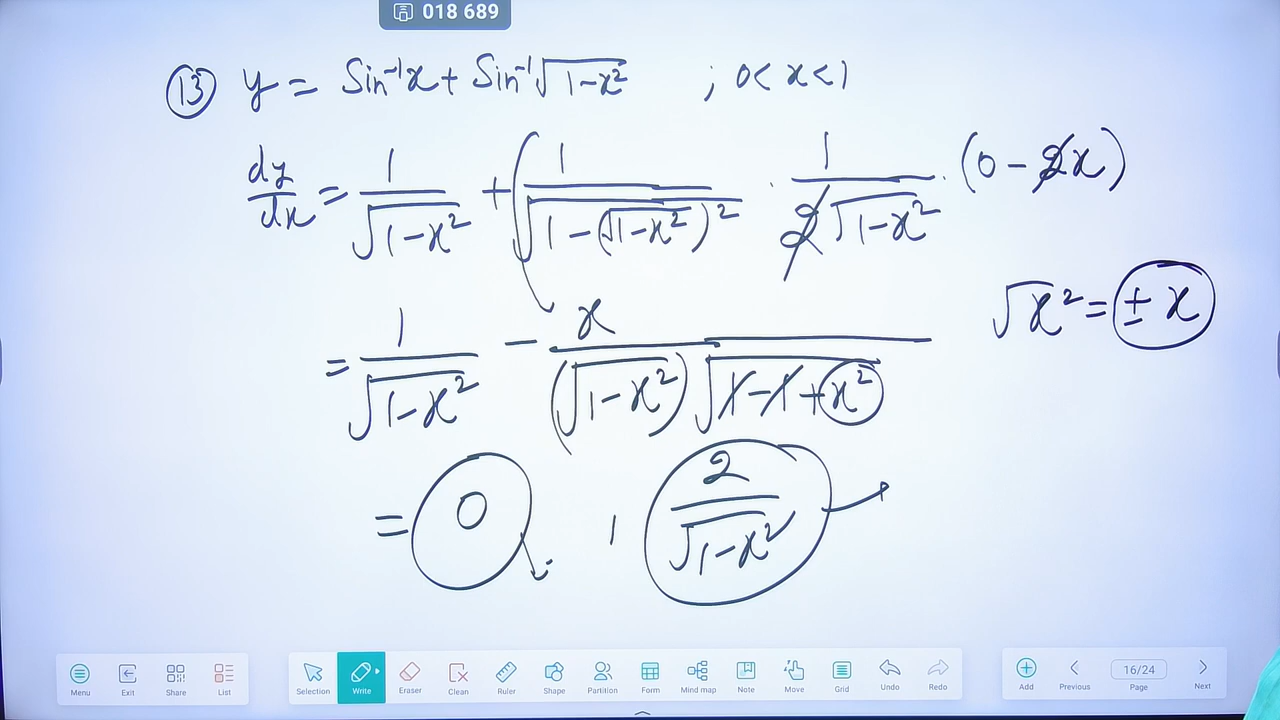 018 689
⑬ y = Sin⁻¹x + Sin⁻¹√(1-x²) ; 0 < x < 1
dy/dx = 1/√(1-x²) + (1/√(1-(√(1-x²))²) · 1/(2√(1-x²)) · (0-2x)
√x² = ± x
= 1/√(1-x²) - x/((√(1-x²))√(1-1+x²))
= 0 , 2/√(1-x²)
Menu Exit Share List Selection Write Eraser Clean Ruler Shape Partition Form Mind map Note Move Grid Undo Redo Add Previous 16/24 Page Next